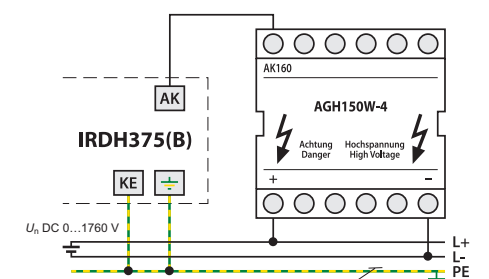 AK160
AK
AGH150W-4
IRDH375(B)
Achtung Hochspannung
Danger High Voltage
KE
+ –
Un DC 0...1760 V
L+
L-
PE